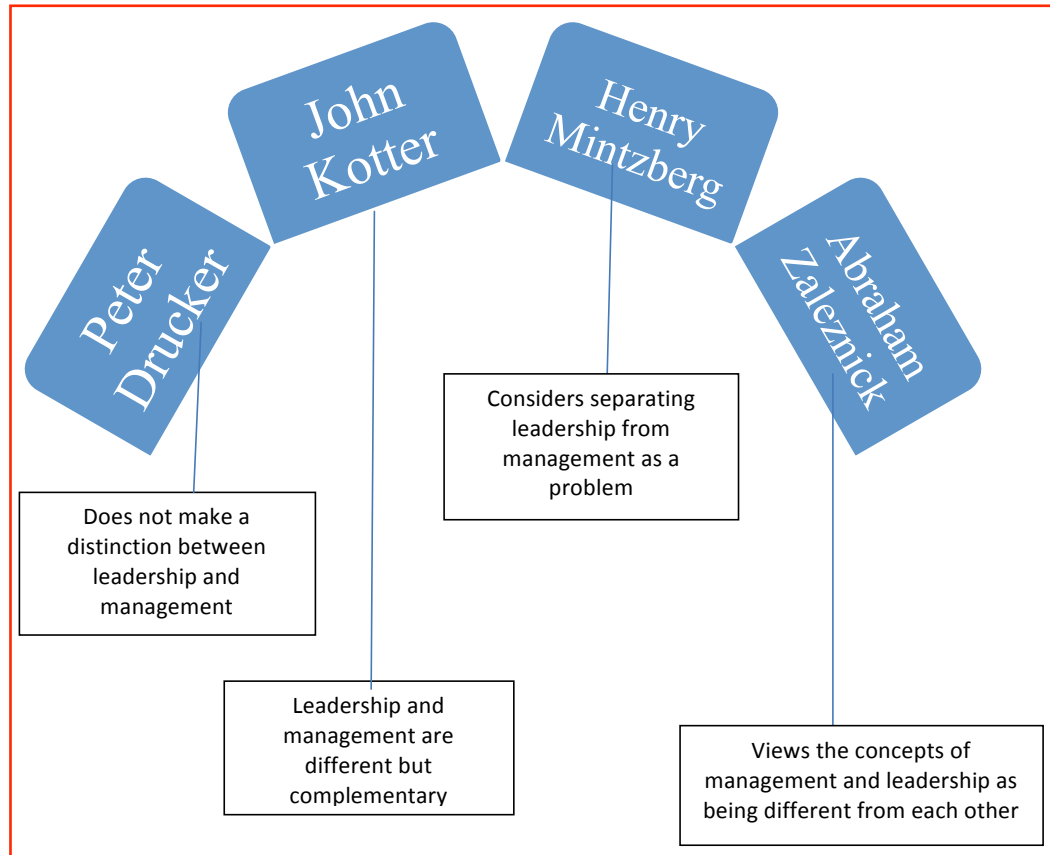 John
Kotter
Henry
Mintzberg
Peter
Drucker
Abraham
Zaleznick
Considers separating
leadership from
management as a
problem
Does not make a
distinction between
leadership and
management
Leadership and
management are
different but
complementary
Views the concepts of
management and leadership as
being different from each other